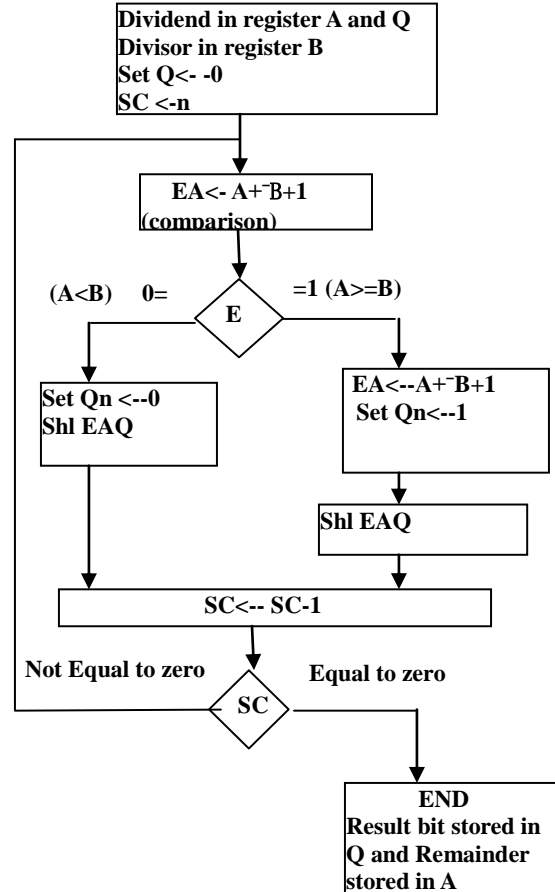 Dividend in register A and Q
Divisor in register B
Set Q<- -0
SC <-n
EA<- A+¯B+1
(comparison)
(A<B) 0= =1 (A>=B)
E
Set Qn <--0
Shl EAQ
EA<--A+¯B+1
Set Qn<--1
Shl EAQ
SC<-- SC-1
Not Equal to zero Equal to zero
SC
END
Result bit stored in
Q and Remainder
stored in A